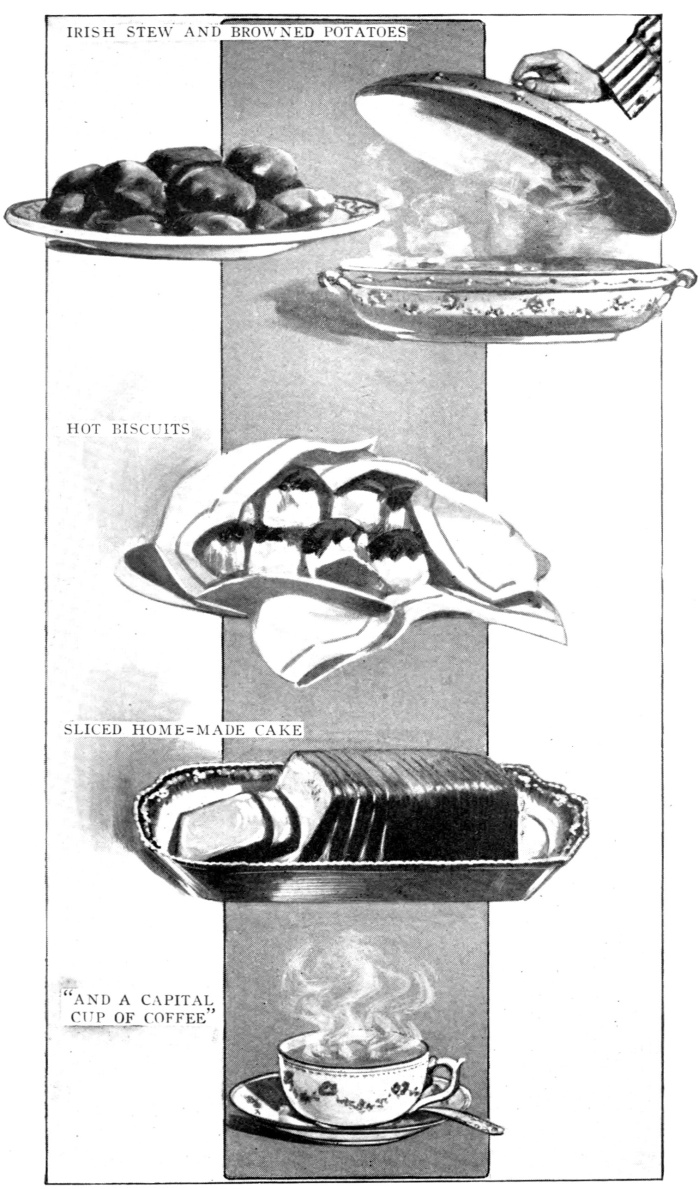 IRISH STEW AND BROWNED POTATOES
HOT BISCUITS
SLICED HOME=MADE CAKE
"AND A CAPITAL
CUP OF COFFEE"